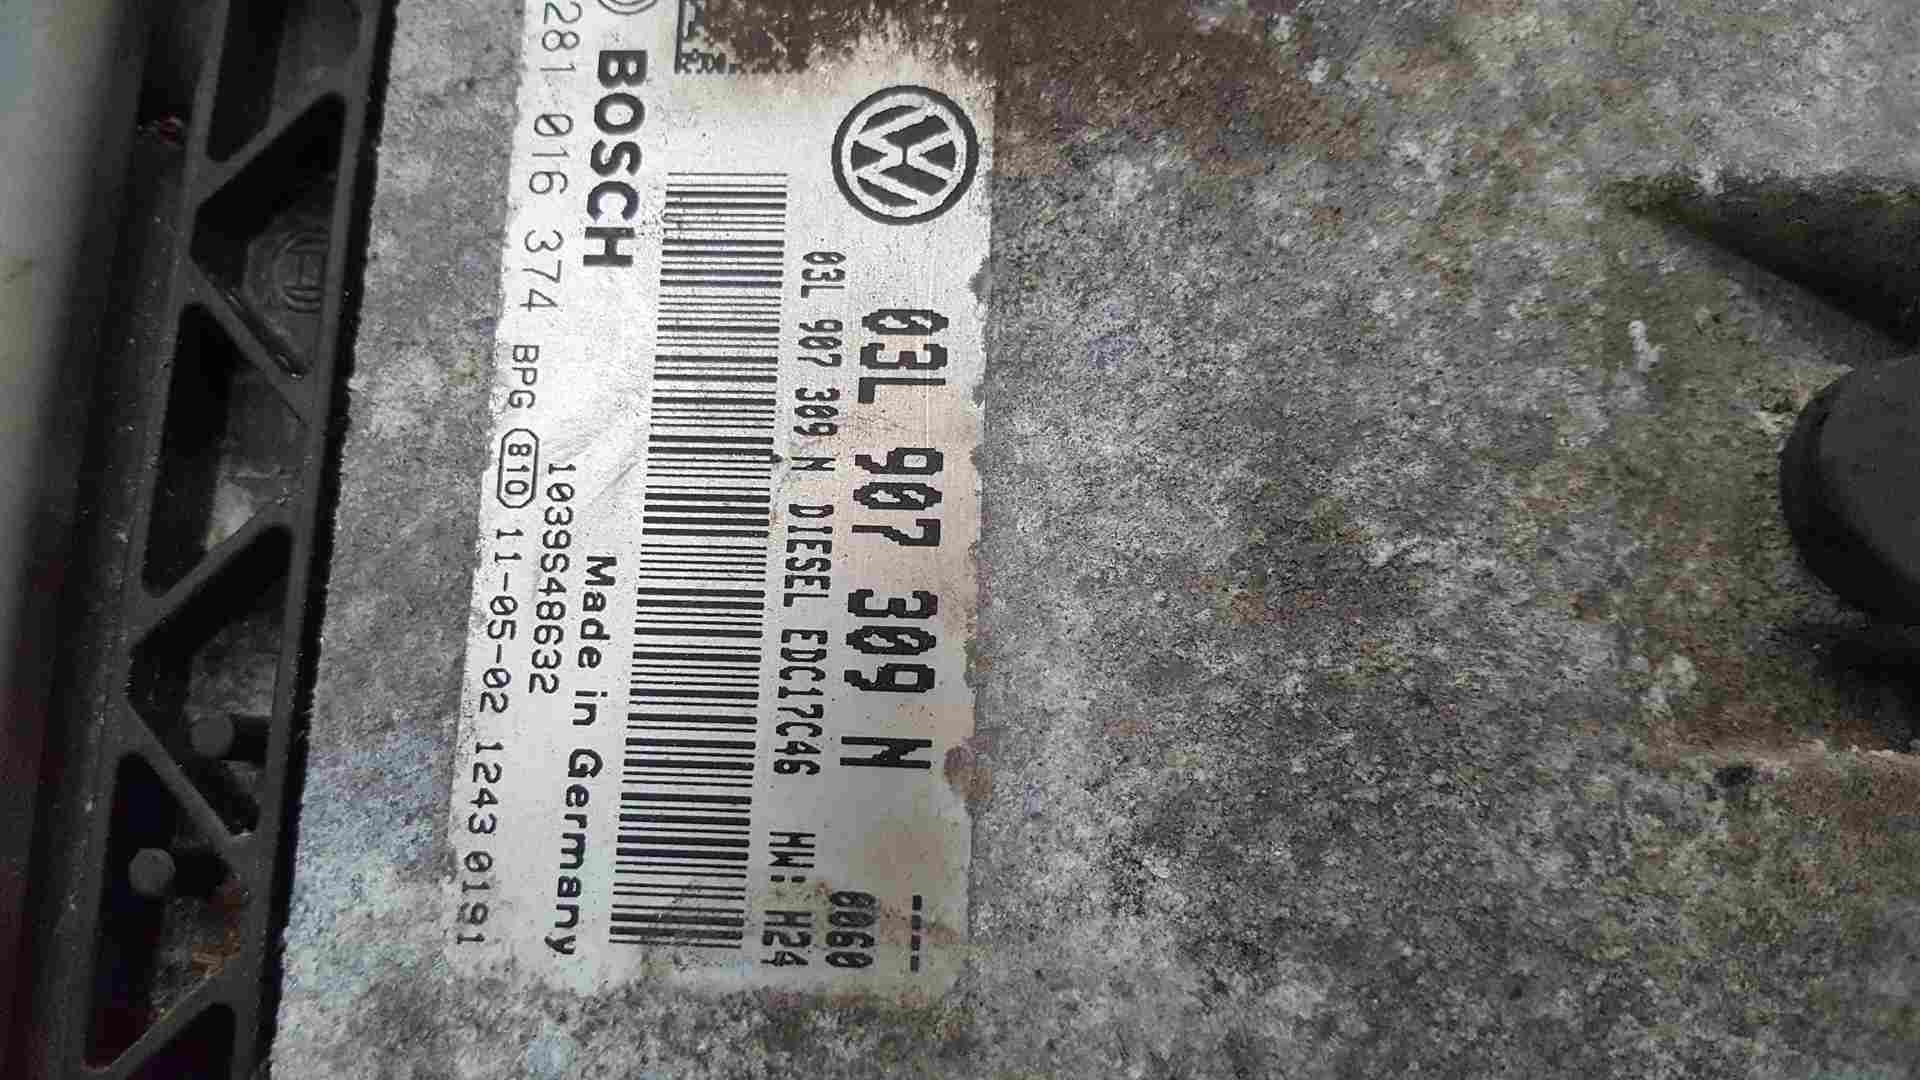 03L 907 309 N ----
03L 907 309 N DIESEL EDC17C46 HW: H24
0060
BOSCH Made in Germany
1039S48632
281 016 374 BPG 810 11-05-02 1243 0191